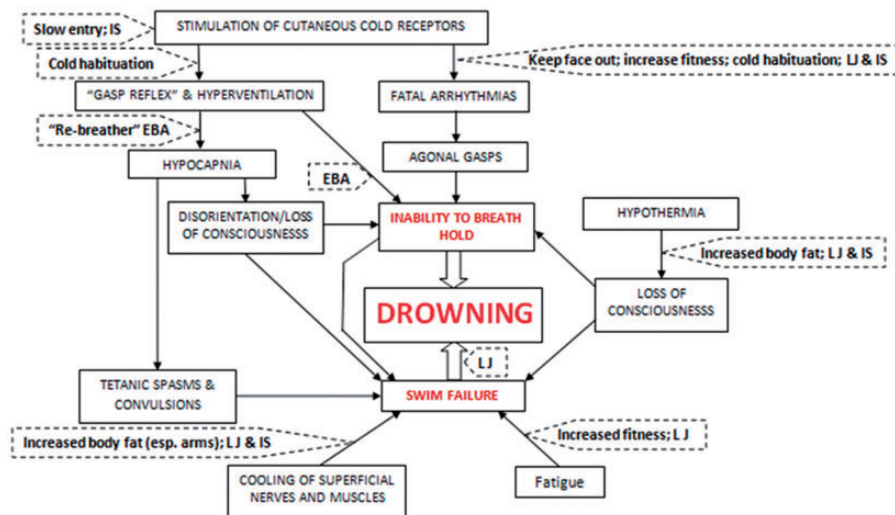 STIMULATION OF CUTANEOUS COLD RECEPTORS
Slow entry; IS
Cold habituation
Keep face out; increase fitness; cold habituation; LJ & IS
“GASP REFLEX” & HYPERVENTILATION
FATAL ARRHYTHMIAS
“Re-breather” EBA
HYPOCAPNIA
AGONAL GASPS
EBA
DISORIENTATION/LOSS
OF CONSCIOUSNESSS
INABILITY TO BREATH
HOLD
HYPOTHERMIA
Increased body fat; LJ & IS
LOSS OF
CONSCIOUSNESSS
DROWNING
LJ
TETANIC SPASMS &
CONVULSIONS
SWIM FAILURE
Increased body fat (esp. arms); LJ & IS
Increased fitness; L J
COOLING OF SUPERFICIAL
NERVES AND MUSCLES
Fatigue